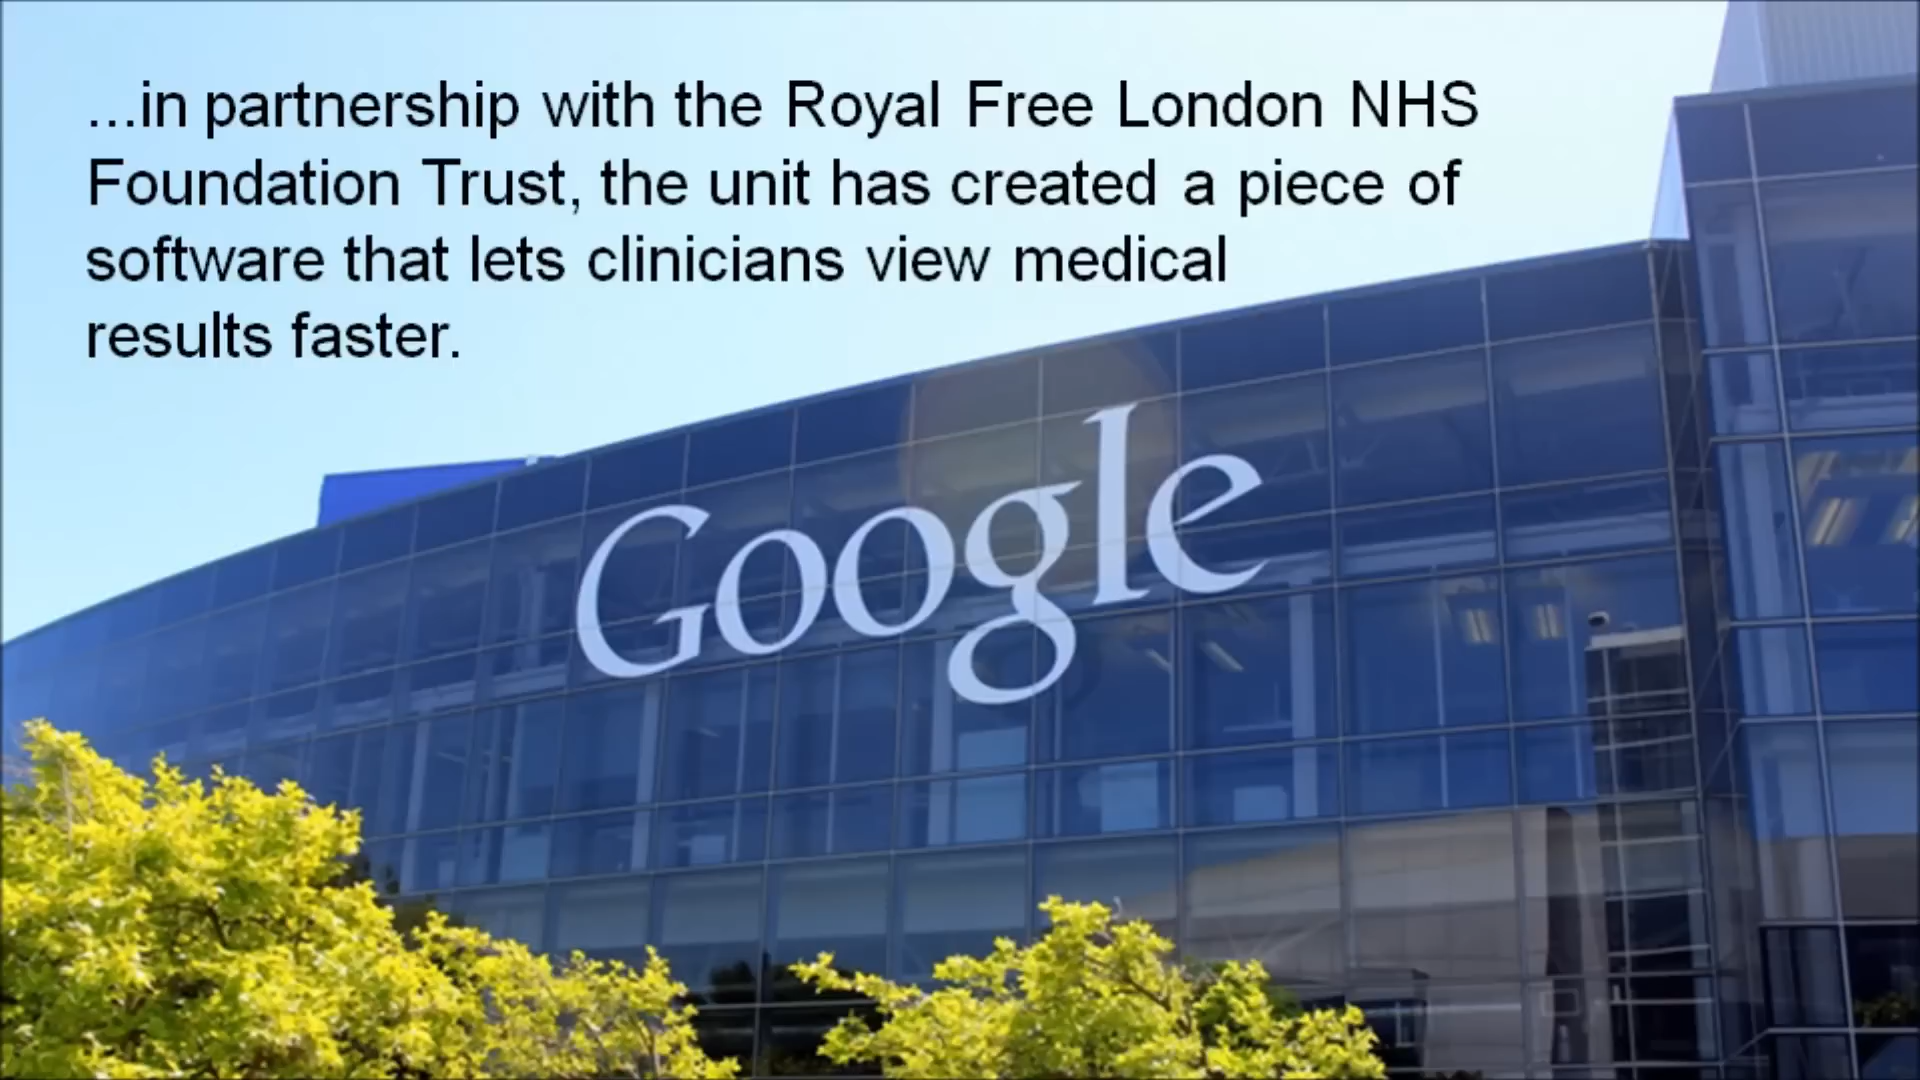 ...in partnership with the Royal Free London NHS
Foundation Trust, the unit has created a piece of
software that lets clinicians view medical
results faster.
Google